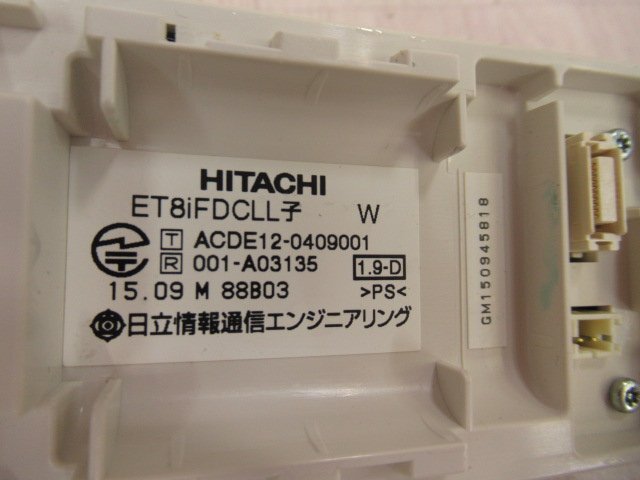 HITACHI
ET8iFDCLL子 W
T ACDE12-0409001
R 001-A03135 1.9-D
15.09 M 88B03 >PS<
日立情報通信エンジニアリング
GM150945818